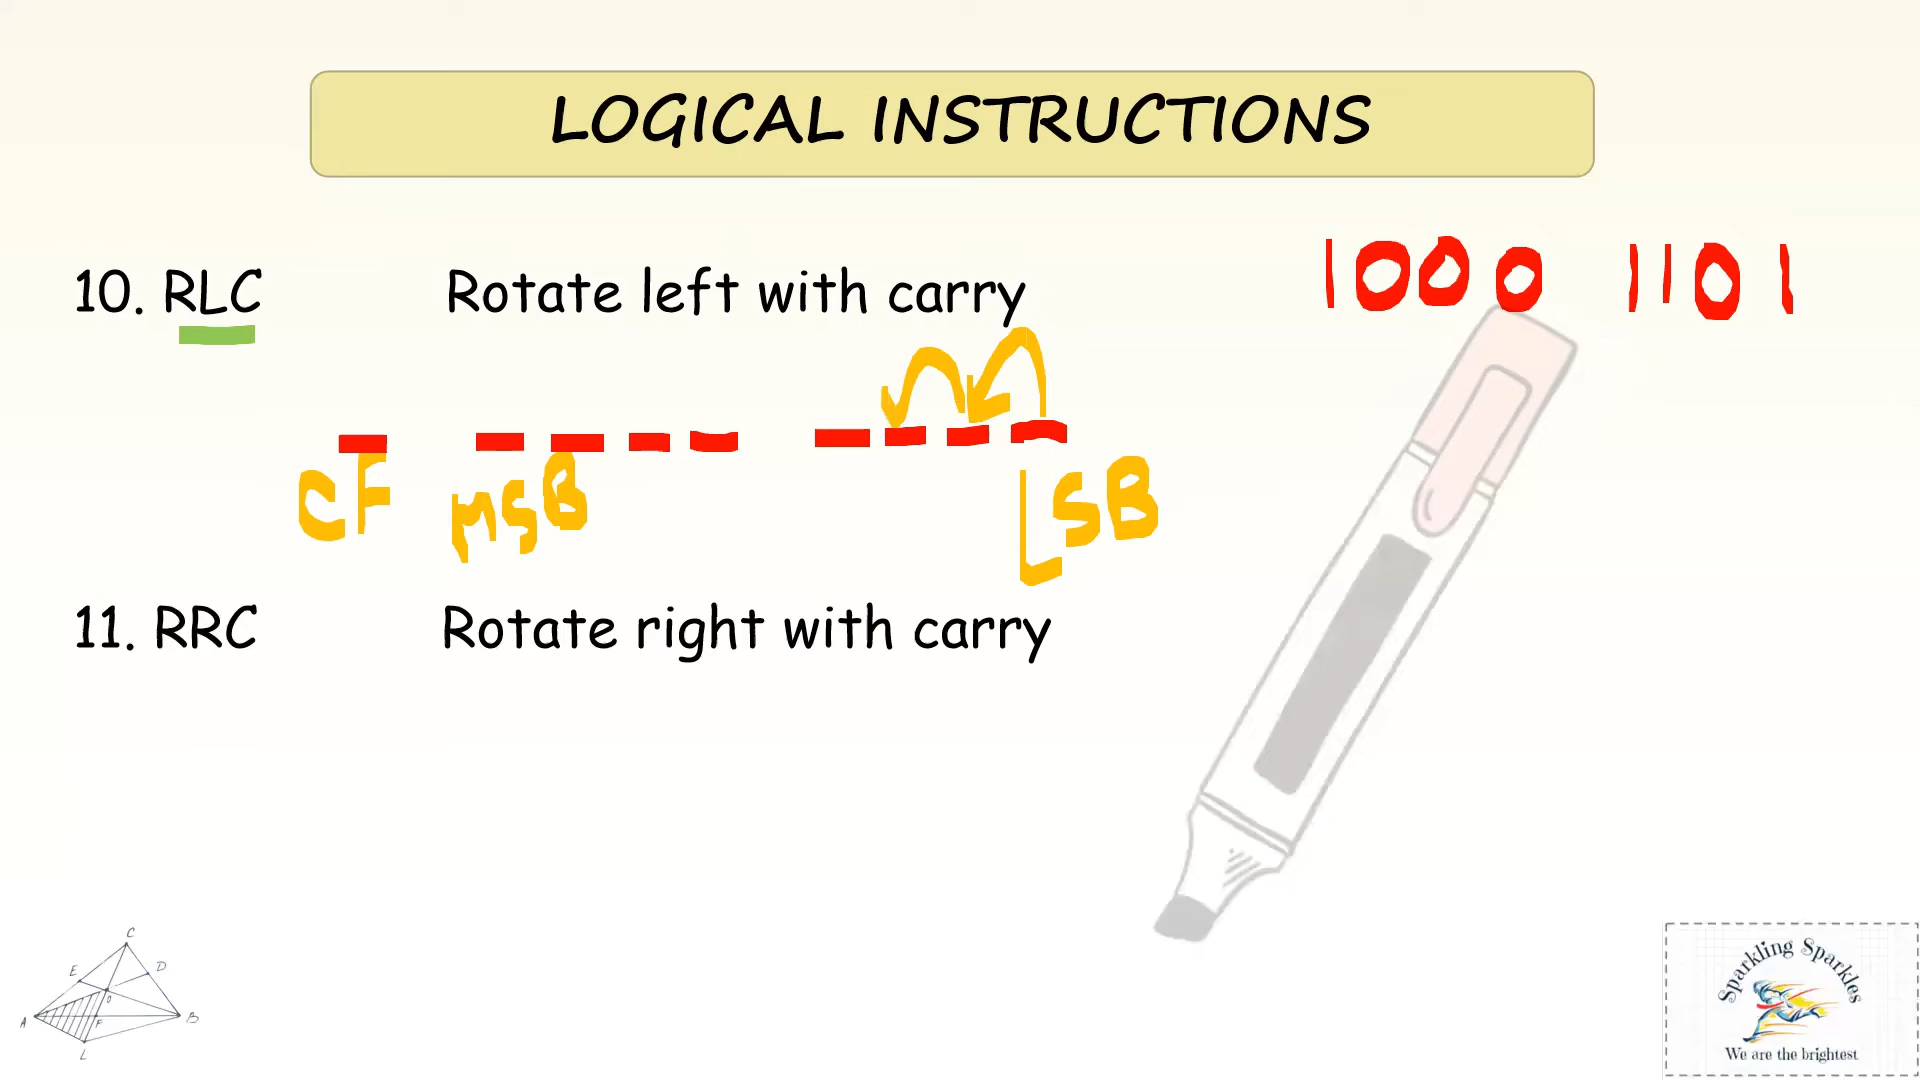 LOGICAL INSTRUCTIONS
10. RLC Rotate left with carry
1000 1101
CF MSB LSB
11. RRC Rotate right with carry
C
E D
O
A F B
L
Sparkling Sparkles
We are the brightest